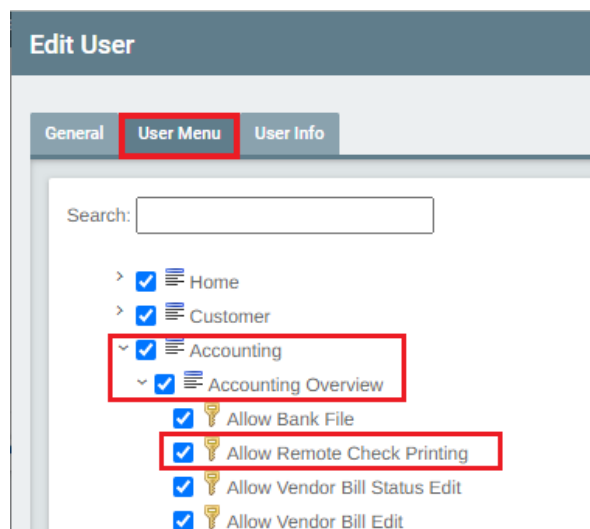 Edit User
General User Menu User Info
Search:
Home
Customer
Accounting
Accounting Overview
Allow Bank File
Allow Remote Check Printing
Allow Vendor Bill Status Edit
Allow Vendor Bill Edit